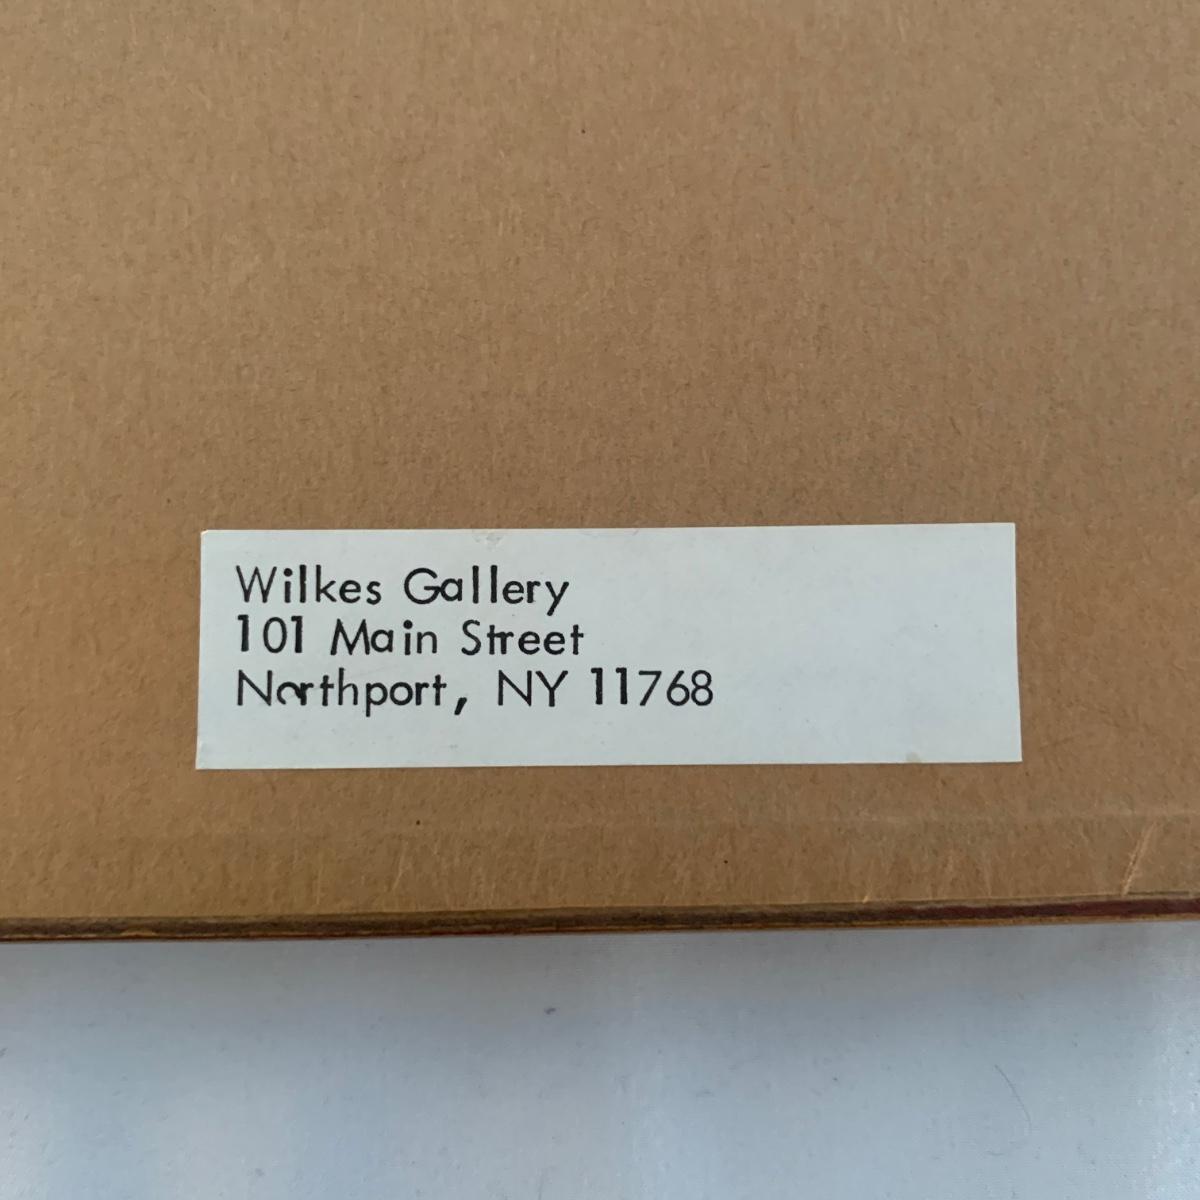 Wilkes Gallery
101 Main Street
Northport, NY 11768